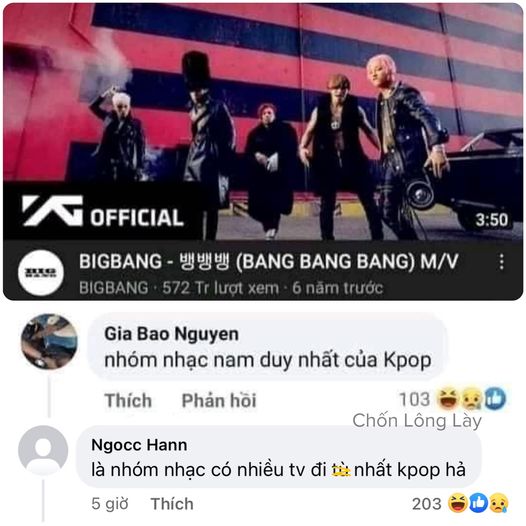 YG OFFICIAL
3:50
BIGBANG
BIGBANG - 뱅뱅뱅 (BANG BANG BANG) M/V
BIGBANG · 572 Tr lượt xem · 6 năm trước
Gia Bao Nguyen
nhóm nhạc nam duy nhất của Kpop
Thích Phản hồi 103
Chốn Lông Lày
Ngocc Hann
là nhóm nhạc có nhiều tv đi tù nhất kpop hả
5 giờ Thích 203